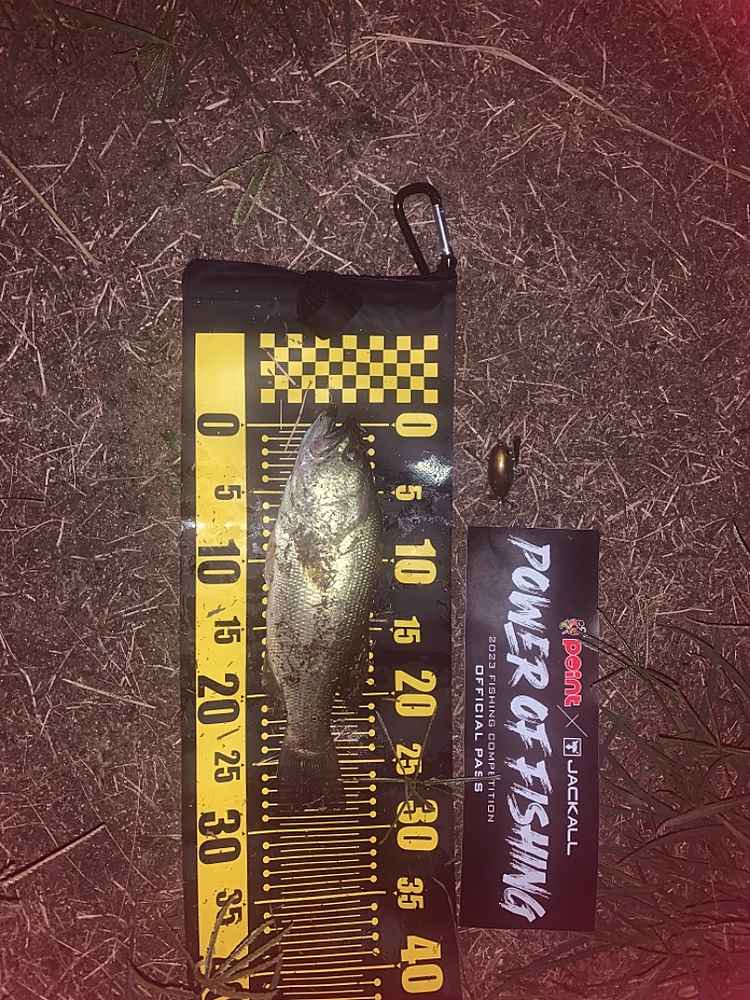 0 0
5 5
10 10
15 15
20 20
25 25
30 30
35 35
40
point × JACKALL
POWER OF FISHING
2023 FISHING COMPETITION
OFFICIAL PASS